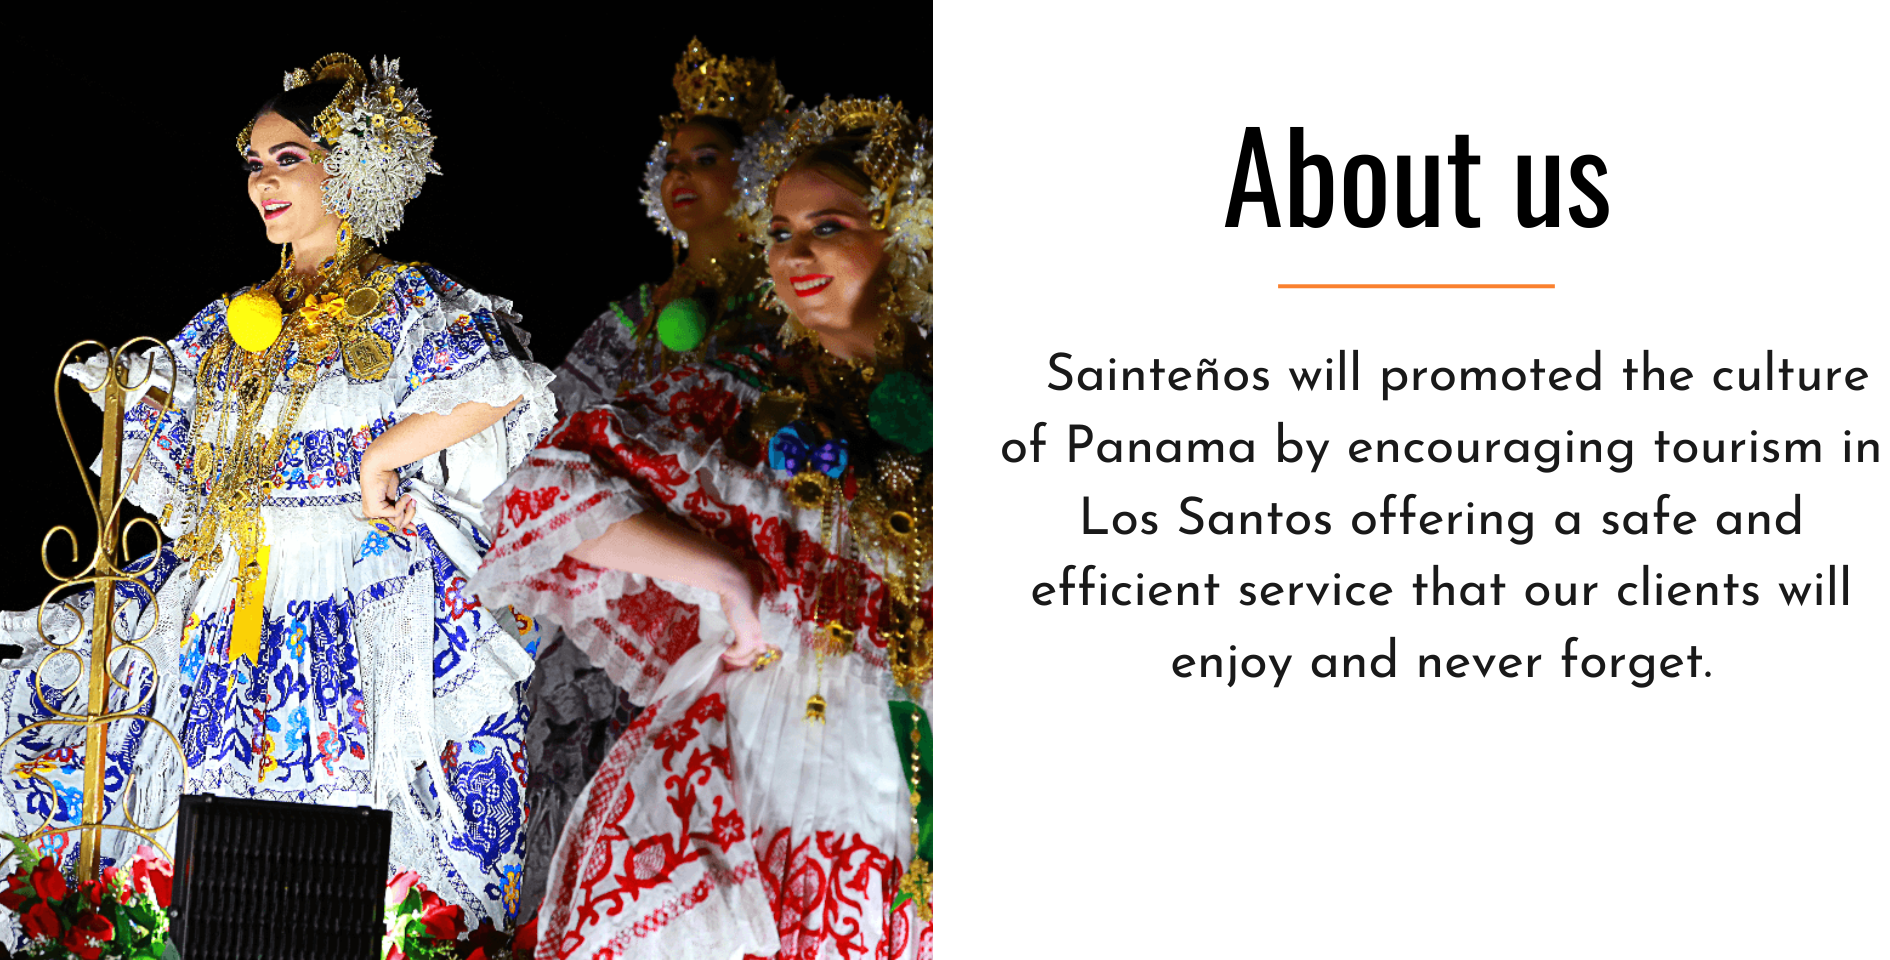 About us
Sainteños will promoted the culture
of Panama by encouraging tourism in
Los Santos offering a safe and
efficient service that our clients will
enjoy and never forget.